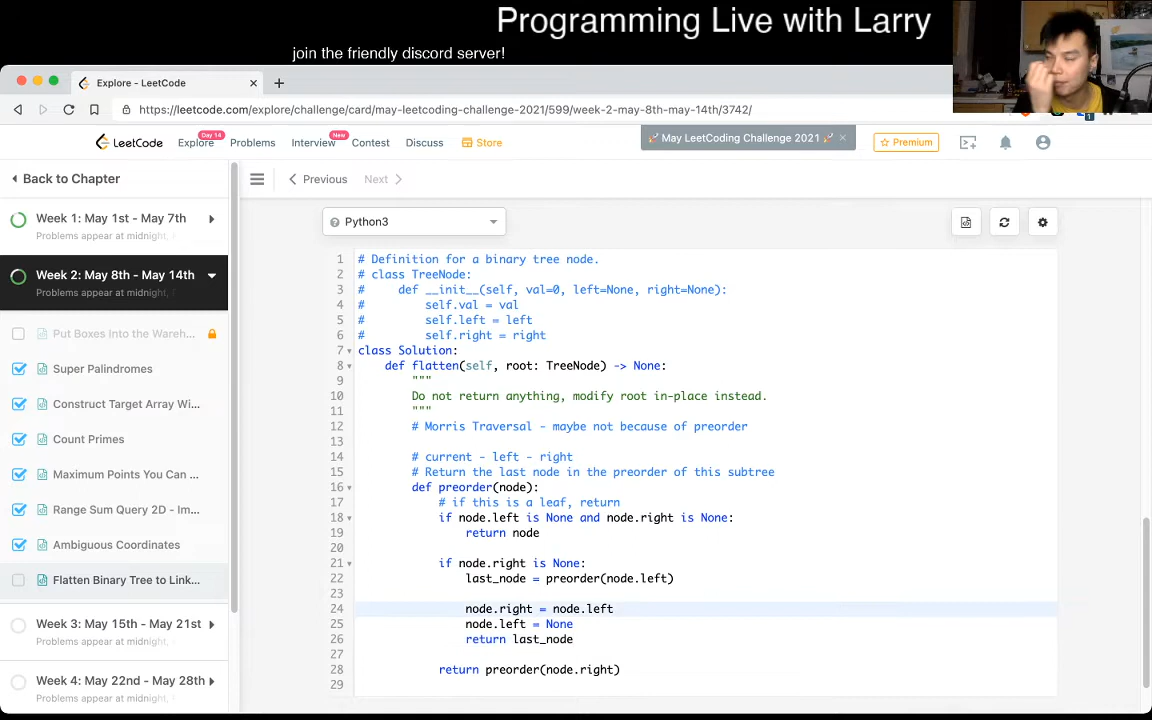 Programming Live with Larry
join the friendly discord server!
Explore - LeetCode
https://leetcode.com/explore/challenge/card/may-leetcoding-challenge-2021/599/week-2-may-8th-may-14th/3742/
LeetCode
Explore
Day 14
Problems
Interview
New
Contest
Discuss
Store
May LeetCoding Challenge 2021
Premium
Back to Chapter
Previous
Next
Week 1: May 1st - May 7th
Problems appear at midnight,
Week 2: May 8th - May 14th
Problems appear at midnight,
Put Boxes Into the Wareh...
Super Palindromes
Construct Target Array Wi...
Count Primes
Maximum Points You Can ...
Range Sum Query 2D - Im...
Ambiguous Coordinates
Flatten Binary Tree to Link...
Week 3: May 15th - May 21st
Problems appear at midnight,
Week 4: May 22nd - May 28th
Problems appear at midnight,
Python3
1 # Definition for a binary tree node.
2 # class TreeNode:
3 #     def __init__(self, val=0, left=None, right=None):
4 #         self.val = val
5 #         self.left = left
6 #         self.right = right
7 class Solution:
8     def flatten(self, root: TreeNode) -> None:
9         """
10         Do not return anything, modify root in-place instead.
11         """
12         # Morris Traversal - maybe not because of preorder
13
14         # current - left - right
15         # Return the last node in the preorder of this subtree
16         def preorder(node):
17             # if this is a leaf, return
18             if node.left is None and node.right is None:
19                 return node
20
21             if node.right is None:
22                 last_node = preorder(node.left)
23
24                 node.right = node.left
25                 node.left = None
26                 return last_node
27
28             return preorder(node.right)
29